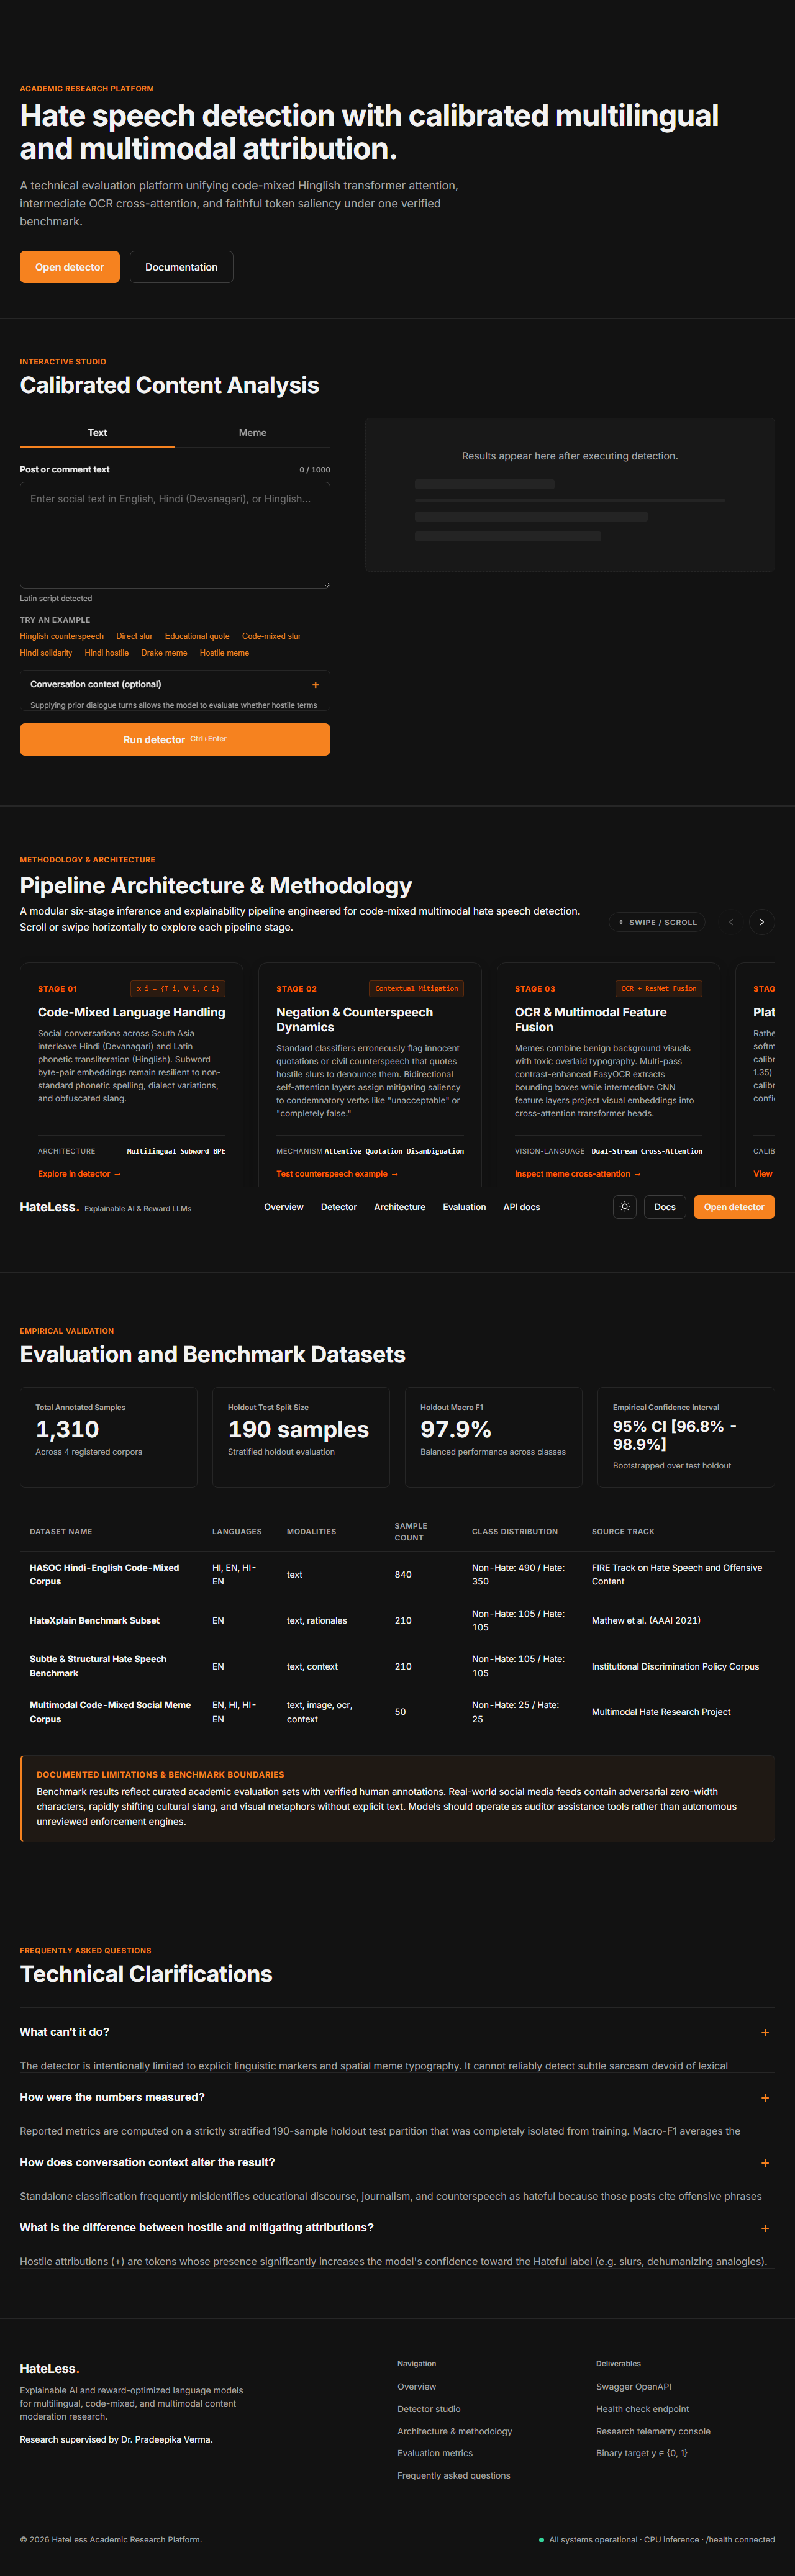 ACADEMIC RESEARCH PLATFORM
Hate speech detection with calibrated multilingual
and multimodal attribution.
A technical evaluation platform unifying code-mixed Hinglish transformer attention,
intermediate OCR cross-attention, and faithful token saliency under one verified
benchmark.
Open detector
Documentation
INTERACTIVE STUDIO
Calibrated Content Analysis
Text
Meme
Post or comment text
0 / 1000
Enter social text in English, Hindi (Devanagari), or Hinglish...
Latin script detected
TRY AN EXAMPLE
Hinglish counterspeech Direct slur Educational quote Code-mixed slur
Hindi solidarity Hindi hostile Drake meme Hostile meme
Conversation context (optional) +
Supplying prior dialogue turns allows the model to evaluate whether hostile terms
Run detector Ctrl+Enter
Results appear here after executing detection.
METHODOLOGY & ARCHITECTURE
Pipeline Architecture & Methodology
A modular six-stage inference and explainability pipeline engineered for code-mixed multimodal hate speech detection.
Scroll or swipe horizontally to explore each pipeline stage.
SWIPE / SCROLL
STAGE 01
x_i = {T_i, V_i, C_i}
Code-Mixed Language Handling
Social conversations across South Asia
interleave Hindi (Devanagari) and Latin
phonetic transliteration (Hinglish). Subword
byte-pair embeddings remain resilient to non-
standard phonetic spelling, dialect variations,
and obfuscated slang.
ARCHITECTURE
Multilingual Subword BPE
Explore in detector →
STAGE 02
Contextual Mitigation
Negation & Counterspeech
Dynamics
Standard classifiers erroneously flag innocent
quotations or civil counterspeech that quotes
hostile slurs to denounce them. Bidirectional
self-attention layers assign mitigating saliency
to condemnatory verbs like "unacceptable" or
"completely false."
MECHANISM
Attentive Quotation Disambiguation
Test counterspeech example →
STAGE 03
OCR + ResNet Fusion
OCR & Multimodal Feature
Fusion
Memes combine benign background visuals
with toxic overlaid typography. Multi-pass
contrast-enhanced EasyOCR extracts
bounding boxes while intermediate CNN
feature layers project visual embeddings into
cross-attention transformer heads.
VISION-LANGUAGE
Dual-Stream Cross-Attention
Inspect meme cross-attention →
STAG
Plat
Rathe
softm
calibr
1.35)
calibr
confi
CALIB
View
HateLess. Explainable AI & Reward LLMs
Overview
Detector
Architecture
Evaluation
API docs
Docs
Open detector
EMPIRICAL VALIDATION
Evaluation and Benchmark Datasets
Total Annotated Samples
1,310
Across 4 registered corpora
Holdout Test Split Size
190 samples
Stratified holdout evaluation
Holdout Macro F1
97.9%
Balanced performance across classes
Empirical Confidence Interval
95% CI [96.8% -
98.9%]
Bootstrapped over test holdout
DATASET NAME LANGUAGES MODALITIES SAMPLE COUNT CLASS DISTRIBUTION SOURCE TRACK
HASOC Hindi-English Code-Mixed Corpus HI, EN, HI-EN text 840 Non-Hate: 490 / Hate: 350 FIRE Track on Hate Speech and Offensive Content
HateXplain Benchmark Subset EN text, rationales 210 Non-Hate: 105 / Hate: 105 Mathew et al. (AAAI 2021)
Subtle & Structural Hate Speech Benchmark EN text, context 210 Non-Hate: 105 / Hate: 105 Institutional Discrimination Policy Corpus
Multimodal Code-Mixed Social Meme Corpus EN, HI, HI-EN text, image, ocr, context 50 Non-Hate: 25 / Hate: 25 Multimodal Hate Research Project
DOCUMENTED LIMITATIONS & BENCHMARK BOUNDARIES
Benchmark results reflect curated academic evaluation sets with verified human annotations. Real-world social media feeds contain adversarial zero-width
characters, rapidly shifting cultural slang, and visual metaphors without explicit text. Models should operate as auditor assistance tools rather than autonomous
unreviewed enforcement engines.
FREQUENTLY ASKED QUESTIONS
Technical Clarifications
What can't it do? +
The detector is intentionally limited to explicit linguistic markers and spatial meme typography. It cannot reliably detect subtle sarcasm devoid of lexical
How were the numbers measured? +
Reported metrics are computed on a strictly stratified 190-sample holdout test partition that was completely isolated from training. Macro-F1 averages the
How does conversation context alter the result? +
Standalone classification frequently misidentifies educational discourse, journalism, and counterspeech as hateful because those posts cite offensive phrases
What is the difference between hostile and mitigating attributions? +
Hostile attributions (+) are tokens whose presence significantly increases the model's confidence toward the Hateful label (e.g. slurs, dehumanizing analogies).
HateLess.
Explainable AI and reward-optimized language models
for multilingual, code-mixed, and multimodal content
moderation research.
Research supervised by Dr. Pradeepika Verma.
Navigation
Overview
Detector studio
Architecture & methodology
Evaluation metrics
Frequently asked questions
Deliverables
Swagger OpenAPI
Health check endpoint
Research telemetry console
Binary target y ∈ {0, 1}
© 2026 HateLess Academic Research Platform.
All systems operational · CPU inference · /health connected